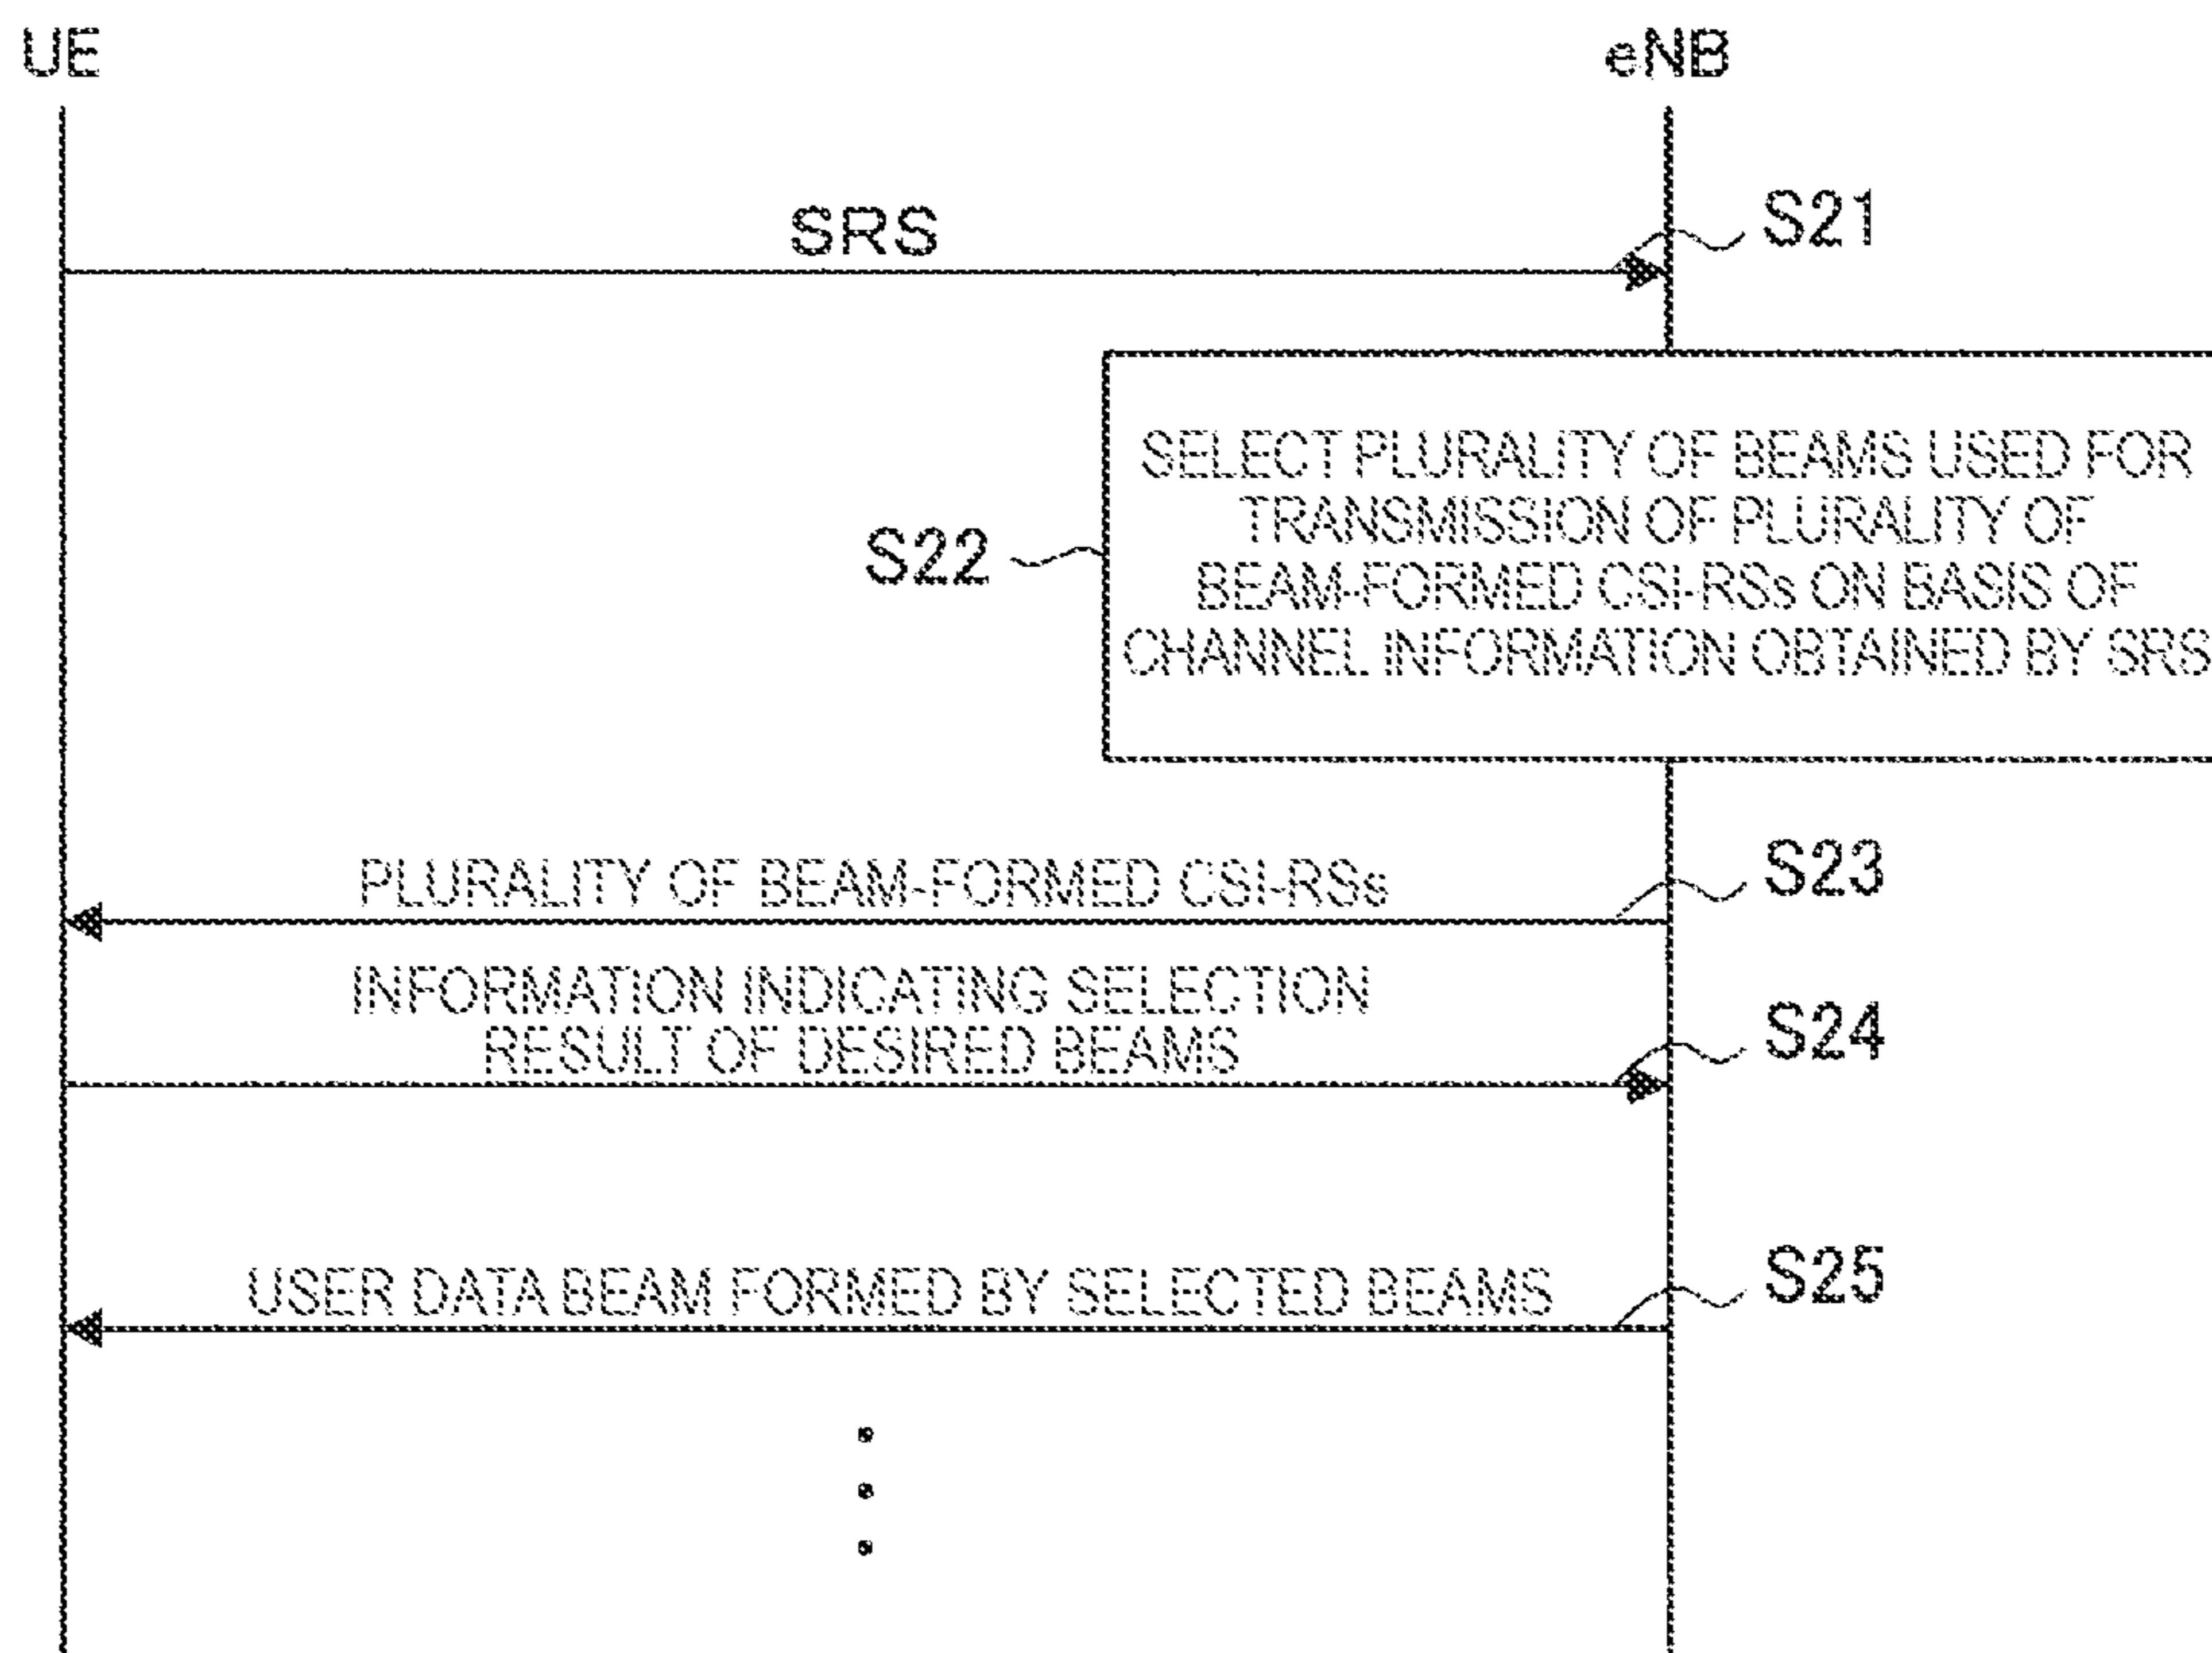 UE
eNB
SRS
S21
SELECT PLURALITY OF BEAMS USED FOR
TRANSMISSION OF PLURALITY OF
BEAM-FORMED CSI-RSs ON BASIS OF
CHANNEL INFORMATION OBTAINED BY SRS
S22
PLURALITY OF BEAM-FORMED CSI-RSs
S23
INFORMATION INDICATING SELECTION
RESULT OF DESIRED BEAMS
S24
USER DATA BEAM FORMED BY SELECTED BEAMS
S25